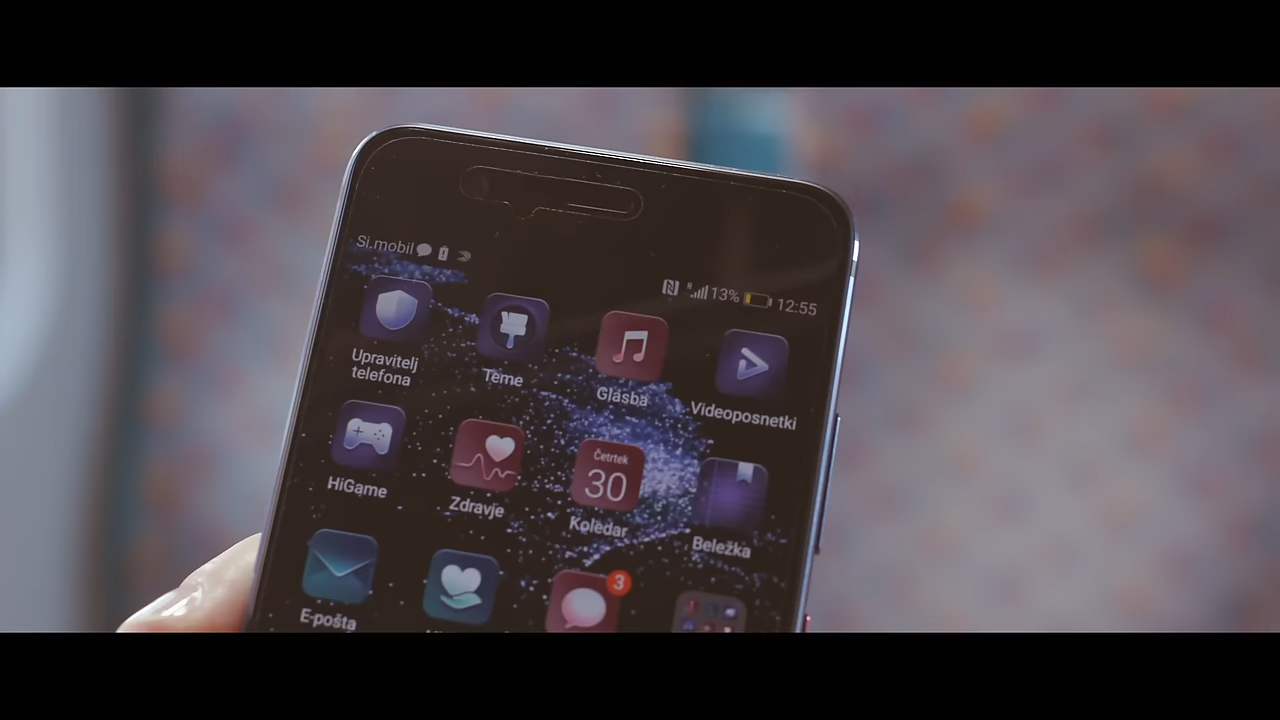 Si.mobil
13% 12:55
Upravitelj
telefona
Teme
Glasba
Videoposnetki
HiGame
Zdravje
Četrtek
30
Koledar
Beležka
E-pošta
3